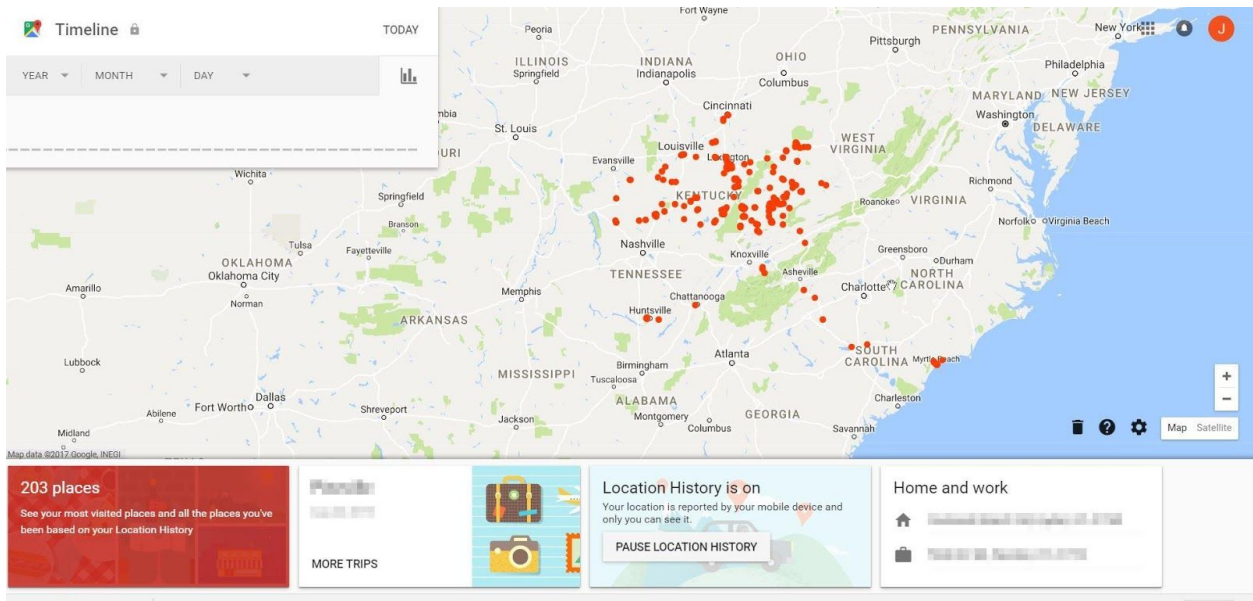 Timeline
TODAY
YEAR
MONTH
DAY
J
Fort Wayne
Peoria
PENNSYLVANIA
New York
Pittsburgh
ILLINOIS
INDIANA
OHIO
Springfield
Indianapolis
Columbus
Philadelphia
MARYLAND
NEW JERSEY
Cincinnati
mbia
St. Louis
Washington
DELAWARE
WEST
VIRGINIA
OURI
Louisville
Lexington
Evansville
Wichita
Richmond
Springfield
KENTUCKY
Roanoke
VIRGINIA
Norfolk
Virginia Beach
Branson
Tulsa
Fayetteville
Nashville
Knoxville
Greensboro
Durham
OKLAHOMA
Oklahoma City
TENNESSEE
Asheville
NORTH
CAROLINA
Amarillo
Norman
Memphis
Chattanooga
Charlotte
Huntsville
ARKANSAS
Lubbock
Atlanta
SOUTH
CAROLINA
Myrtle Beach
Birmingham
MISSISSIPPI
Tuscaloosa
Dallas
Fort Worth
Abilene
Shreveport
ALABAMA
Charleston
Jackson
Montgomery
Columbus
GEORGIA
Savannah
Midland
Map
Satellite
Map data ©2017 Google, INEGI
203 places
See your most visited places and all the places you've
been based on your Location History
MORE TRIPS
Location History is on
Your location is reported by your mobile device and
only you can see it.
PAUSE LOCATION HISTORY
Home and work